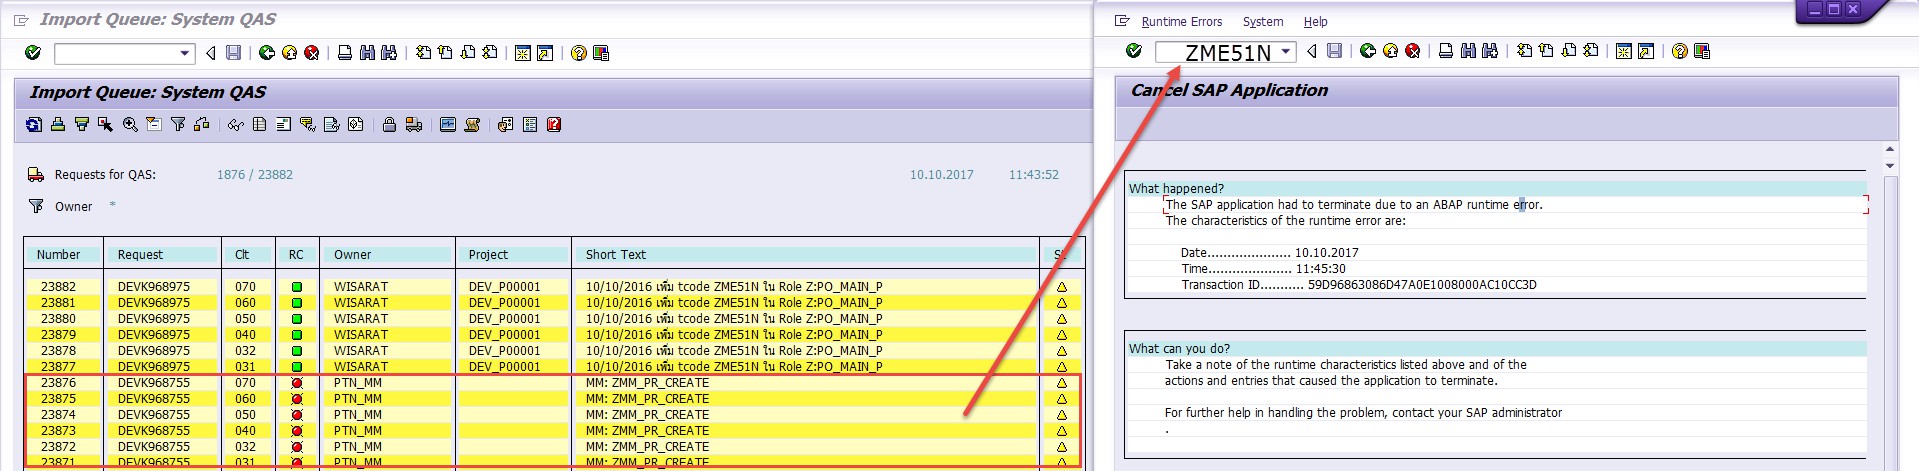 Import Queue: System QAS
Import Queue: System QAS
Requests for QAS: 1876 / 23882 10.10.2017 11:43:52
Owner *
Number Request Clt RC Owner Project Short Text
23882 DEVK968975 070 WISARAT DEV_P00001 10/10/2016 เพิ่ม tcode ZME51N ใน Role Z:PO_MAIN_P
23881 DEVK968975 060 WISARAT DEV_P00001 10/10/2016 เพิ่ม tcode ZME51N ใน Role Z:PO_MAIN_P
23880 DEVK968975 050 WISARAT DEV_P00001 10/10/2016 เพิ่ม tcode ZME51N ใน Role Z:PO_MAIN_P
23879 DEVK968975 040 WISARAT DEV_P00001 10/10/2016 เพิ่ม tcode ZME51N ใน Role Z:PO_MAIN_P
23878 DEVK968975 032 WISARAT DEV_P00001 10/10/2016 เพิ่ม tcode ZME51N ใน Role Z:PO_MAIN_P
23877 DEVK968975 031 WISARAT DEV_P00001 10/10/2016 เพิ่ม tcode ZME51N ใน Role Z:PO_MAIN_P
23876 DEVK968755 070 PTN_MM MM: ZMM_PR_CREATE
23875 DEVK968755 060 PTN_MM MM: ZMM_PR_CREATE
23874 DEVK968755 050 PTN_MM MM: ZMM_PR_CREATE
23873 DEVK968755 040 PTN_MM MM: ZMM_PR_CREATE
23872 DEVK968755 032 PTN_MM MM: ZMM_PR_CREATE
23871 DEVK968755 031 PTN_MM MM: ZMM_PR_CREATE
Runtime Errors System Help
ZME51N
Cancel SAP Application
What happened?
The SAP application had to terminate due to an ABAP runtime error.
The characteristics of the runtime error are:
Date..................... 10.10.2017
Time..................... 11:45:30
Transaction ID........... 59D96863086D47A0E1008000AC10CC3D
What can you do?
Take a note of the runtime characteristics listed above and of the
actions and entries that caused the application to terminate.
For further help in handling the problem, contact your SAP administrator
.